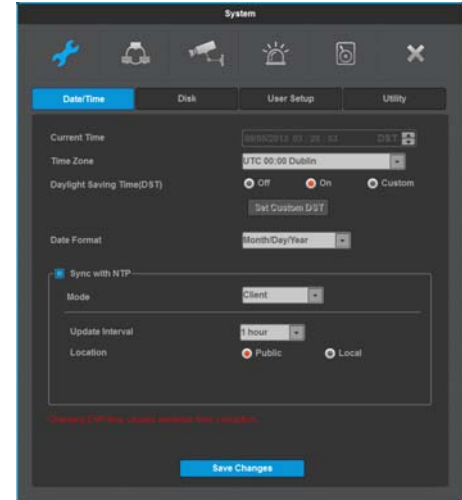 System
Date/Time Disk User Setup Utility
Current Time DST
Time Zone UTC 00:00 Dublin
Daylight Saving Time(DST) Off On Custom
Set Custom DST
Date Format Month/Day/Year
Sync with NTP
Mode Client
Update Interval 1 hour
Location Public Local
Save Changes